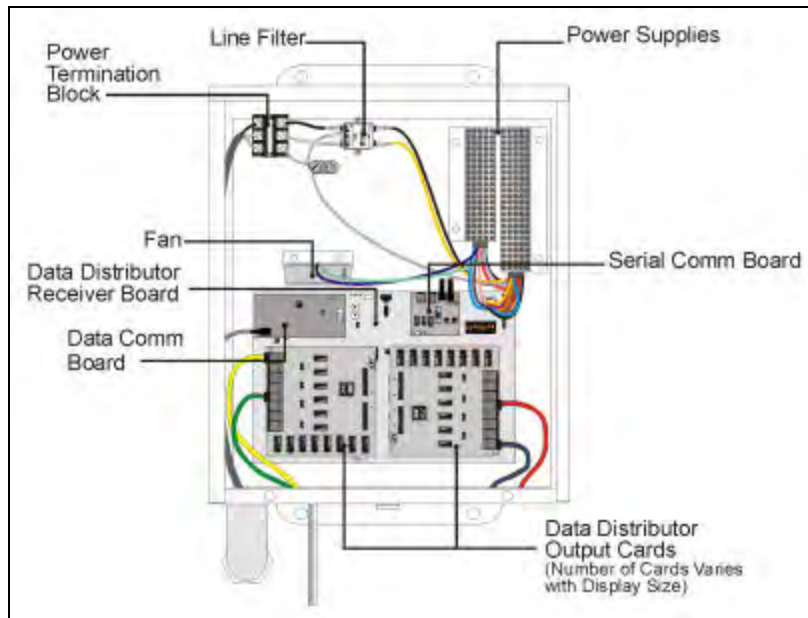 Line Filter
Power Supplies
Power
Termination
Block
Fan
Serial Comm Board
Data Distributor
Receiver Board
Data Comm
Board
Data Distributor
Output Cards
(Number of Cards Varies
with Display Size)